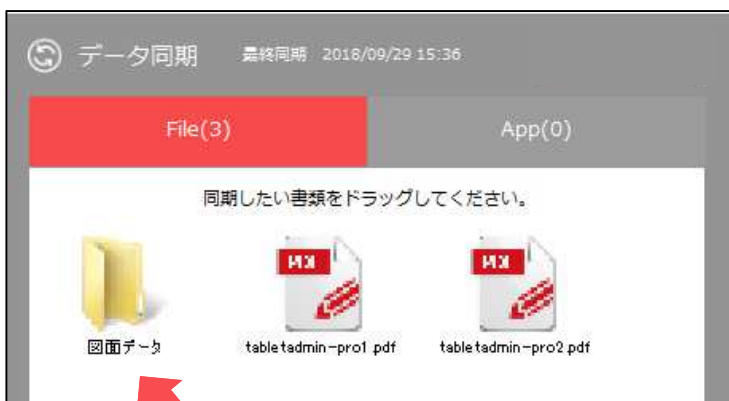 データ同期 最終同期 2018/09/29 15:36
File(3) App(0)
同期したい書類をドラッグしてください。
図面データ tabletadmin-pro1.pdf tabletadmin-pro2.pdf